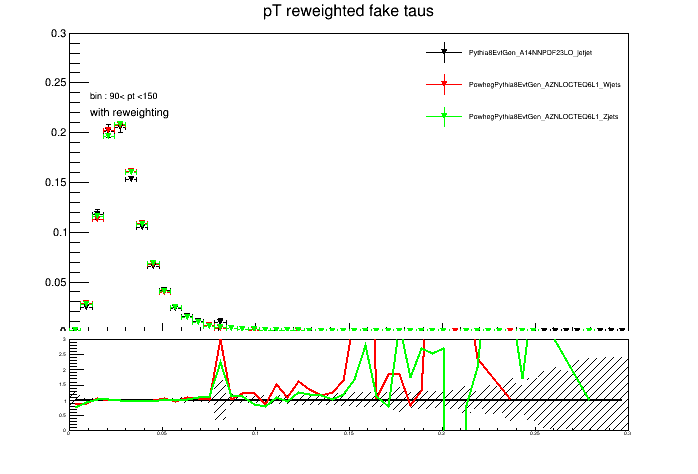 pT reweighted fake taus
0.3
0.25
0.2
0.15
0.1
0.05
0
bin : 90< pt <150
with reweighting
Pythia8EvtGen_A14NNPDF23LO_jetjet
PowhegPythia8EvtGen_AZNLOCTEQ6L1_Wjets
PowhegPythia8EvtGen_AZNLOCTEQ6L1_Zjets
3
2.5
2
1.5
1
0.5
0
0 0.05 0.1 0.15 0.2 0.25 0.3